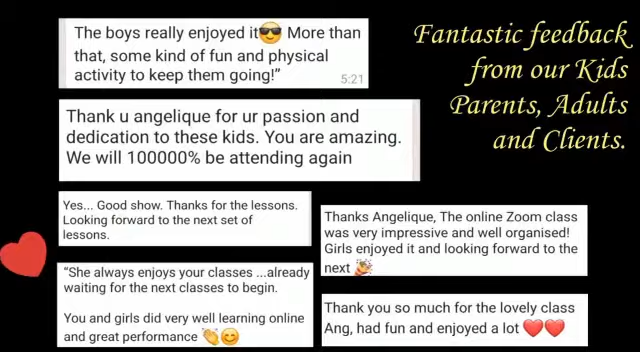 The boys really enjoyed it😎 More than
that, some kind of fun and physical
activity to keep them going!”
5:21
Fantastic feedback
from our Kids
Parents, Adults
and Clients.
Thank u angelique for ur passion and
dedication to these kids. You are amazing.
We will 100000% be attending again
Yes... Good show. Thanks for the lessons.
Looking forward to the next set of
lessons.
Thanks Angelique, The online Zoom class
was very impressive and well organised!
Girls enjoyed it and looking forward to the
next 🎉
“She always enjoys your classes ...already
waiting for the next classes to begin.
You and girls did very well learning online
and great performance 👏😊
Thank you so much for the lovely class
Ang, had fun and enjoyed a lot ❤️❤️